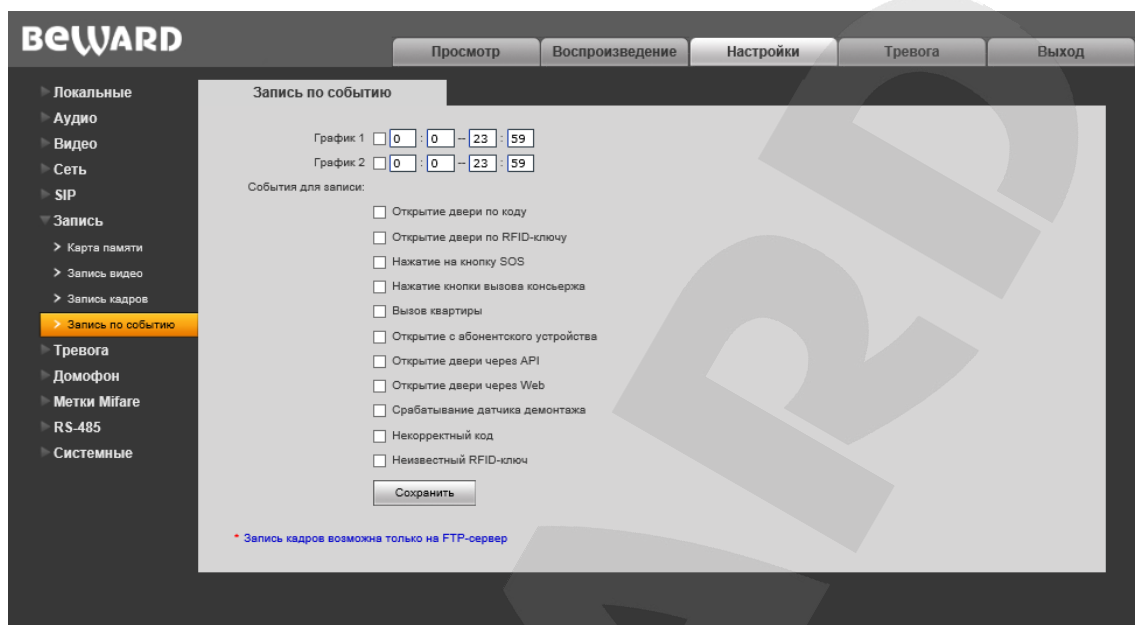 BEWARD
Просмотр Воспроизведение Настройки Тревога Выход
Локальные
Аудио
Видео
Сеть
SIP
Запись
> Карта памяти
> Запись видео
> Запись кадров
> Запись по событию
Тревога
Домофон
Метки Mifare
RS-485
Системные
Запись по событию
График 1 0 : 0 -- 23 : 59
График 2 0 : 0 -- 23 : 59
События для записи:
Открытие двери по коду
Открытие двери по RFID-ключу
Нажатие на кнопку SOS
Нажатие кнопки вызова консьержа
Вызов квартиры
Открытие с абонентского устройства
Открытие двери через API
Открытие двери через Web
Срабатывание датчика демонтажа
Некорректный код
Неизвестный RFID-ключ
Сохранить
* Запись кадров возможна только на FTP-сервер
ARD